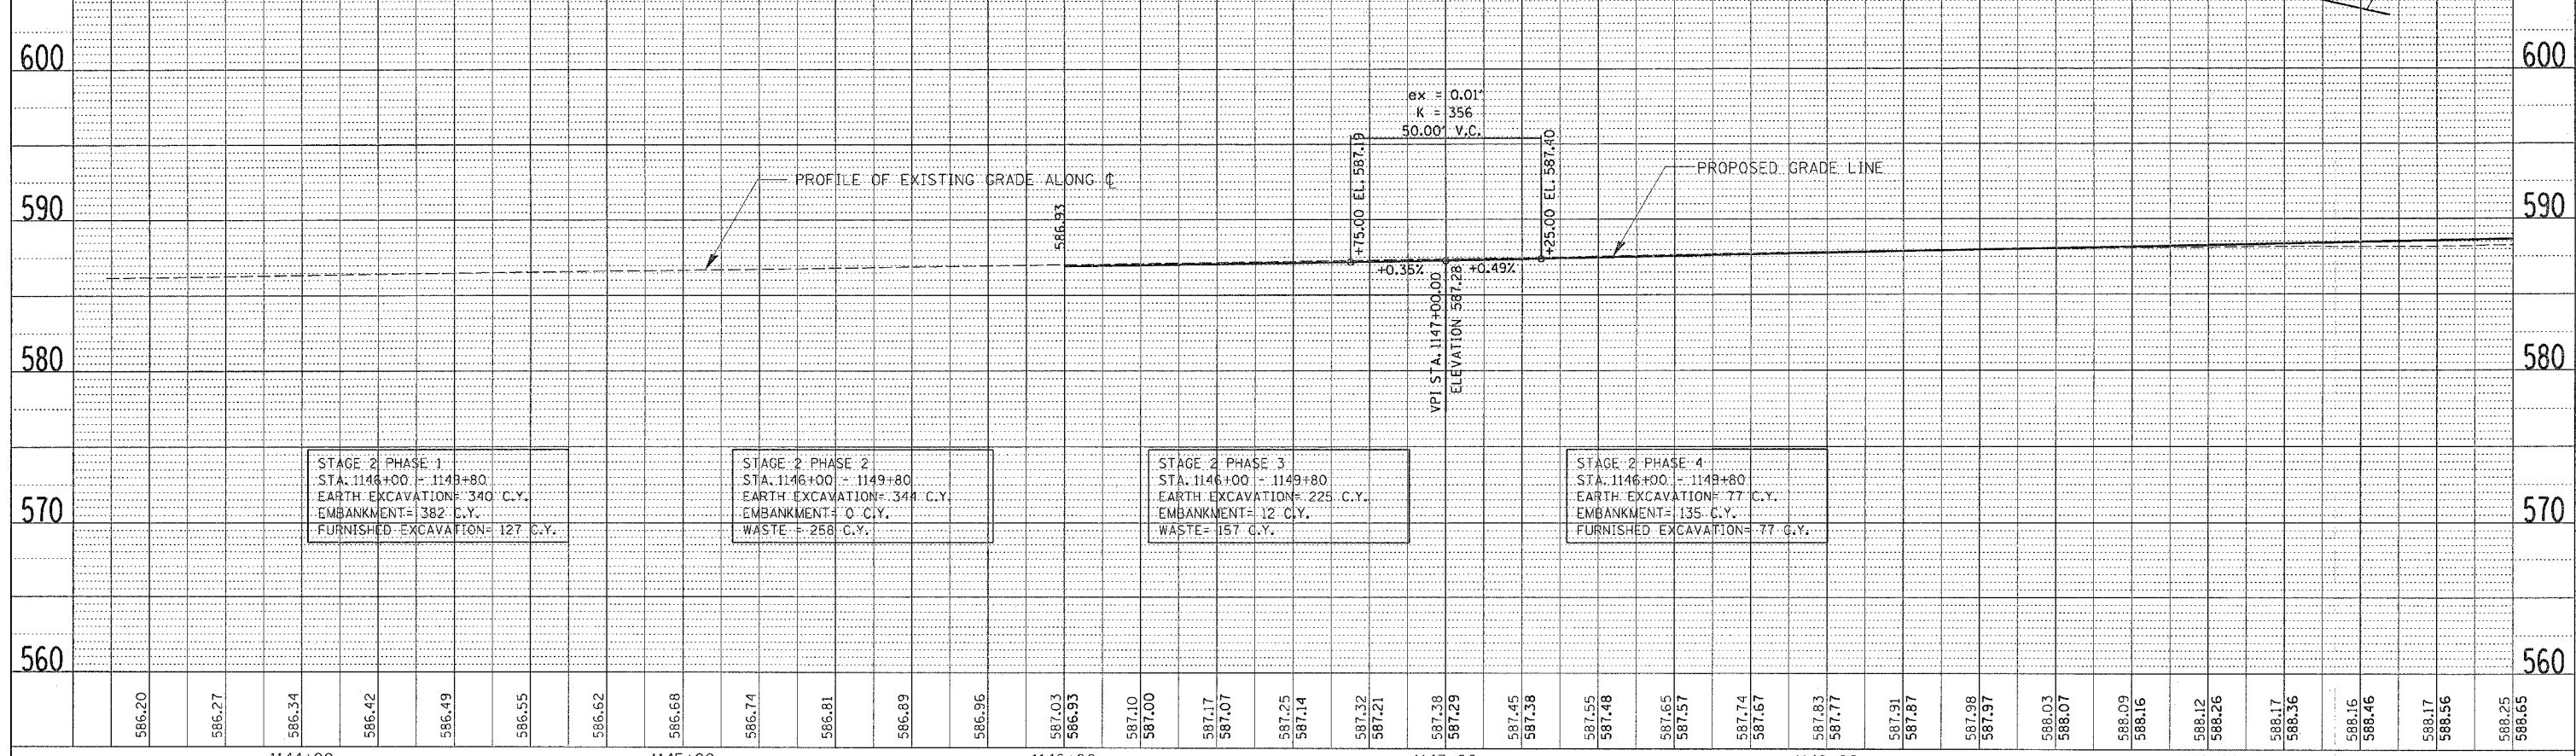 600
600
ex = 0.01'
K = 356
50.00' V.C.
+75.00 EL. 587.19
+25.00 EL. 587.40
PROFILE OF EXISTING GRADE ALONG ℄
PROPOSED GRADE LINE
590
590
586.93
+0.35%
+0.49%
VPI STA. 1147+00.00
ELEVATION 587.28
580
580
STAGE 2 PHASE 1
STA. 1146+00 - 1149+80
EARTH EXCAVATION= 340 C.Y.
EMBANKMENT= 382 C.Y.
FURNISHED EXCAVATION= 127 C.Y.
STAGE 2 PHASE 2
STA. 1146+00 - 1149+80
EARTH EXCAVATION= 344 C.Y.
EMBANKMENT= 0 C.Y.
WASTE = 258 C.Y.
STAGE 2 PHASE 3
STA. 1146+00 - 1149+80
EARTH EXCAVATION= 225 C.Y.
EMBANKMENT= 12 C.Y.
WASTE= 157 C.Y.
STAGE 2 PHASE 4
STA. 1146+00 - 1149+80
EARTH EXCAVATION= 77 C.Y.
EMBANKMENT= 135 C.Y.
FURNISHED EXCAVATION= 77 C.Y.
570
570
560
560
586.20
586.27
586.34
586.42
586.49
586.55
586.62
586.68
586.74
586.81
586.89
586.96
587.03
586.93
587.10
587.00
587.17
587.07
587.25
587.14
587.32
587.21
587.38
587.29
587.45
587.38
587.55
587.48
587.65
587.57
587.74
587.67
587.83
587.77
587.91
587.87
587.98
587.97
588.03
588.07
588.09
588.16
588.12
588.26
588.17
588.36
588.16
588.46
588.17
588.56
588.25
588.65